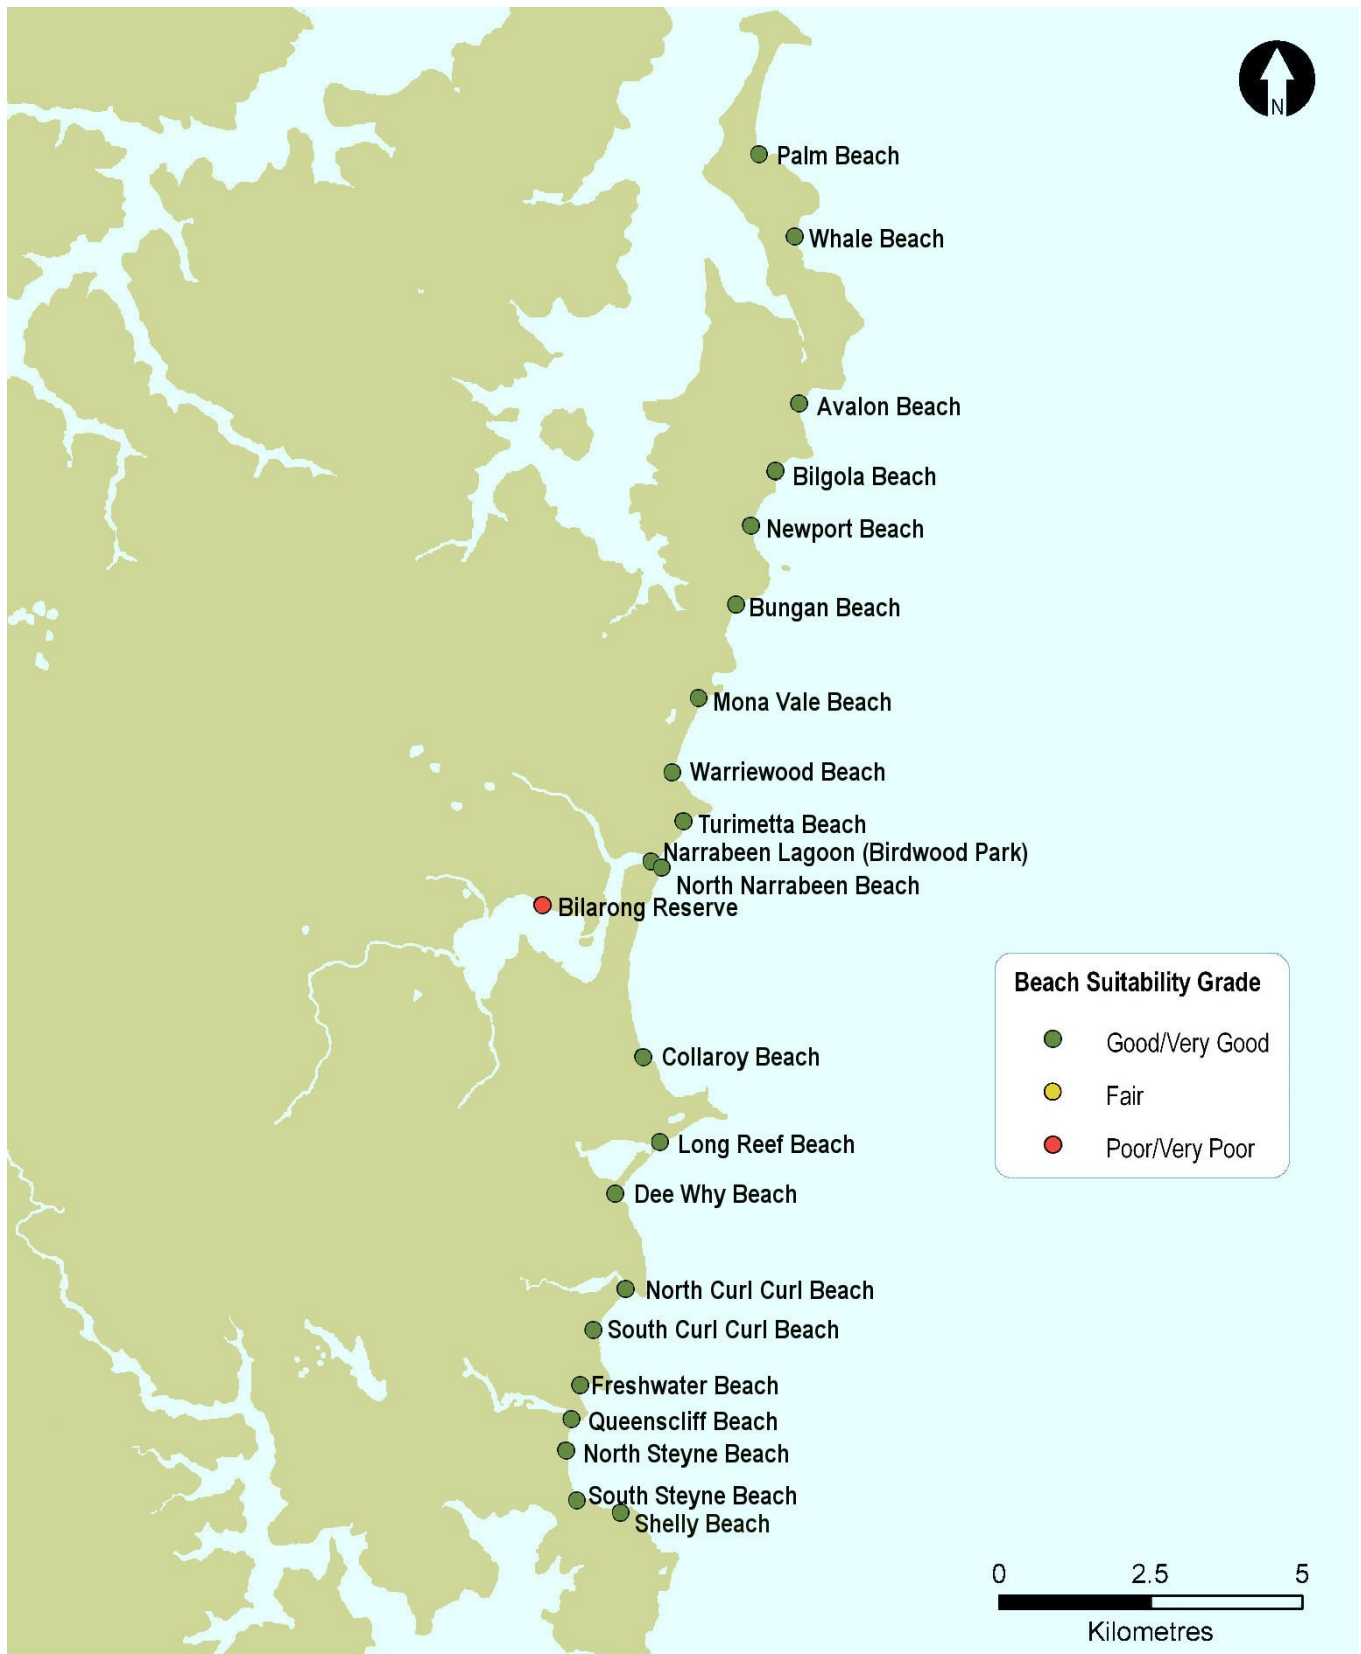 N
Palm Beach
Whale Beach
Avalon Beach
Bilgola Beach
Newport Beach
Bungan Beach
Mona Vale Beach
Warriewood Beach
Turimetta Beach
Narrabeen Lagoon (Birdwood Park)
North Narrabeen Beach
Bilarong Reserve
Beach Suitability Grade
Good/Very Good
Fair
Poor/Very Poor
Collaroy Beach
Long Reef Beach
Dee Why Beach
North Curl Curl Beach
South Curl Curl Beach
Freshwater Beach
Queenscliff Beach
North Steyne Beach
South Steyne Beach
Shelly Beach
0 2.5 5
Kilometres